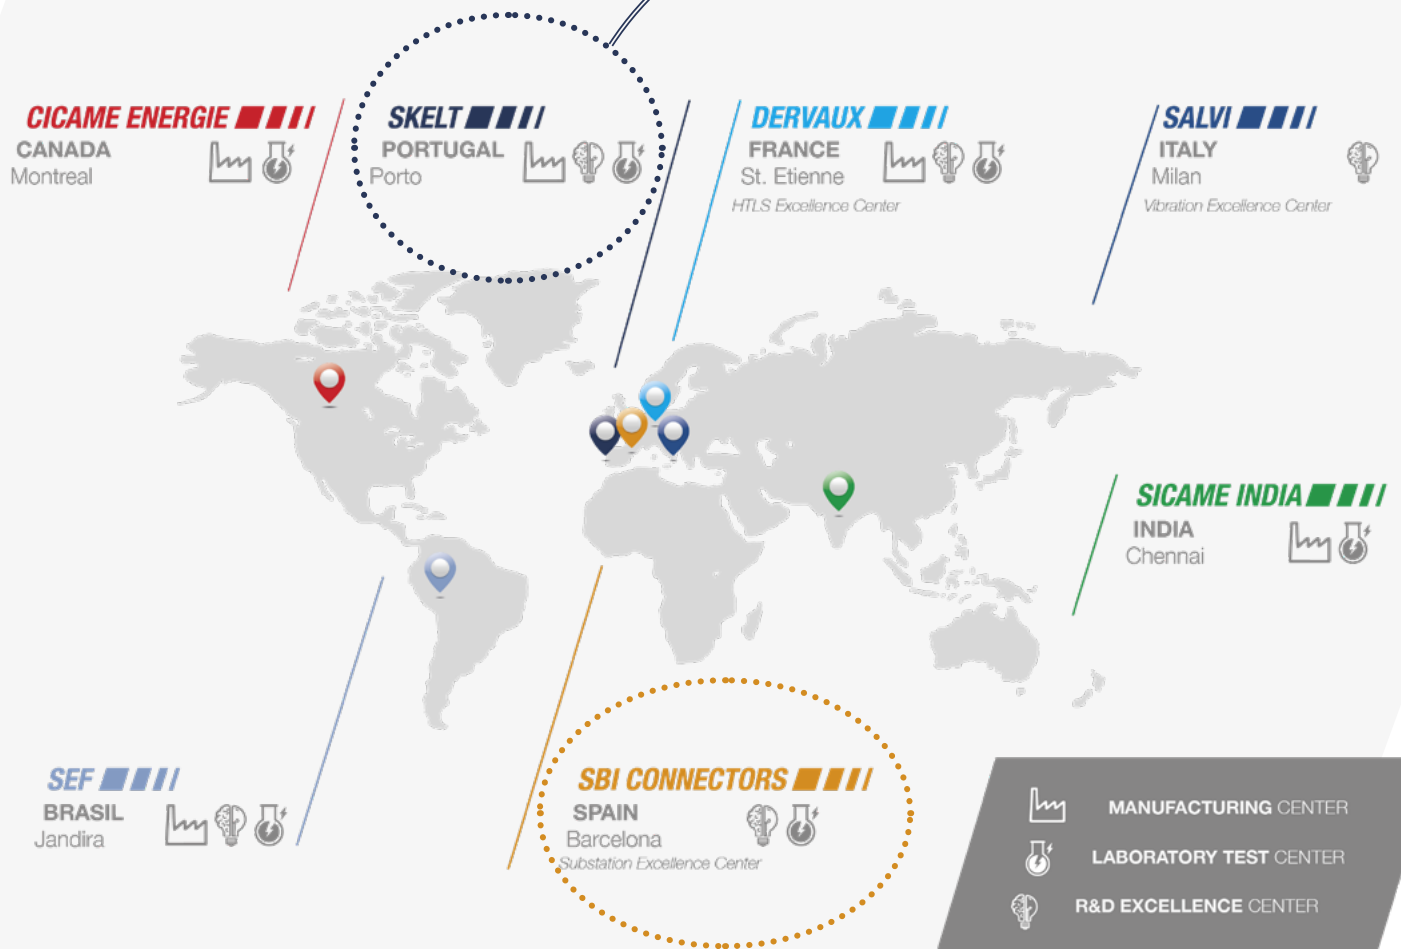 CICAME ENERGIE
CANADA
Montreal
SKELT
PORTUGAL
Porto
DERVAUX
FRANCE
St. Etienne
HTLS Excellence Center
SALVI
ITALY
Milan
Vibration Excellence Center
SICAME INDIA
INDIA
Chennai
SEF
BRASIL
Jandira
SBI CONNECTORS
SPAIN
Barcelona
Substation Excellence Center
MANUFACTURING CENTER
LABORATORY TEST CENTER
R&D EXCELLENCE CENTER